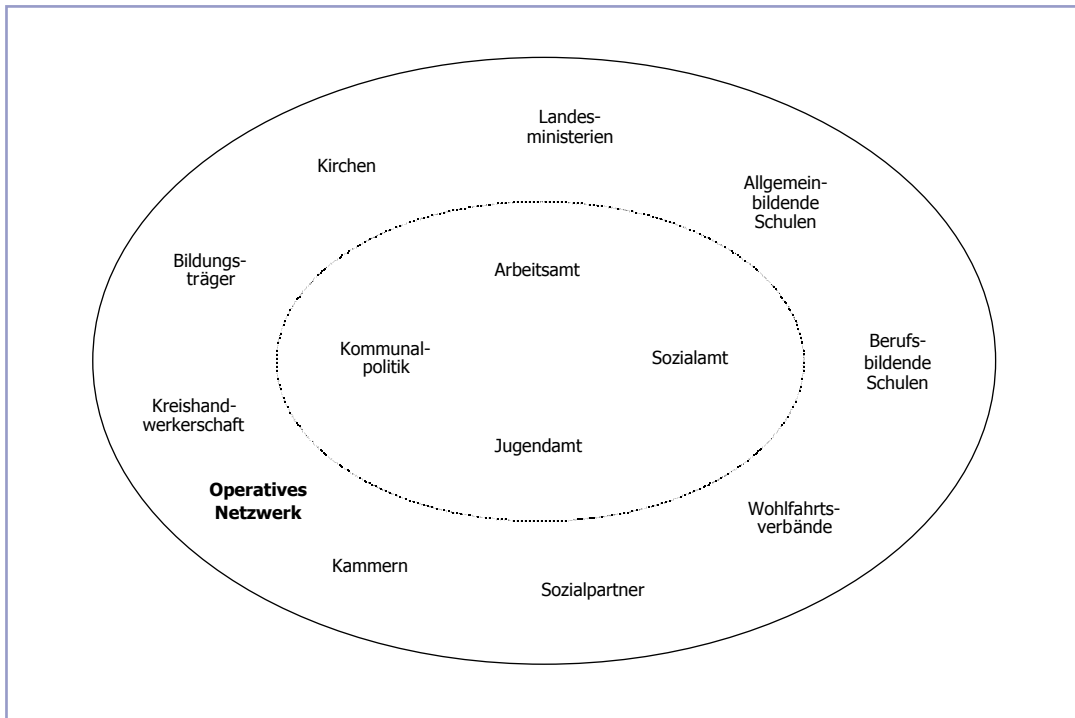 Landes-
ministerien
Kirchen
Allgemein-
bildende
Schulen
Bildungs-
träger
Arbeitsamt
Kommunal-
politik
Sozialamt
Berufs-
bildende
Schulen
Kreishand-
werkerschaft
Jugendamt
Operatives
Netzwerk
Wohlfahrts-
verbände
Kammern
Sozialpartner